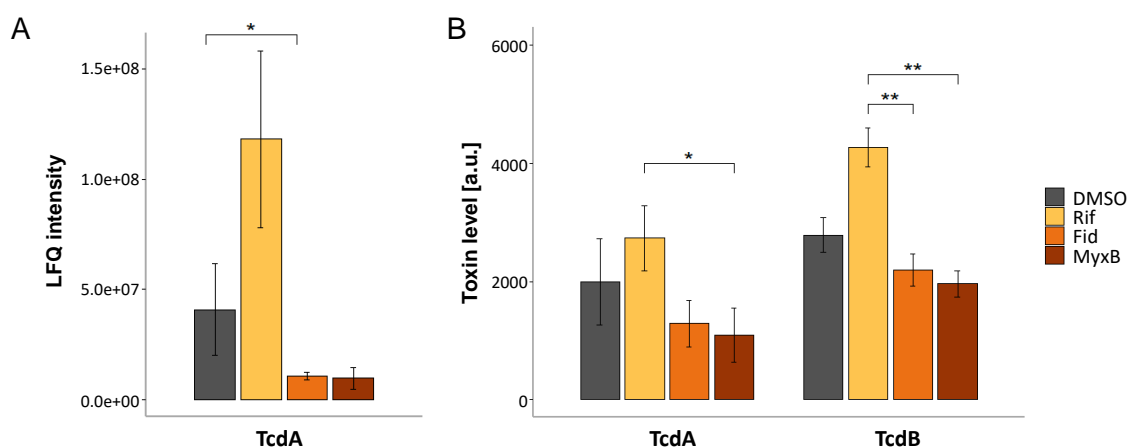 A
*
1.5e+08
1.0e+08
5.0e+07
0.0e+00
LFQ intensity
TcdA
B
6000
4000
2000
0
Toxin level [a.u.]
**
**
*
TcdA
TcdB
DMSO
Rif
Fid
MyxB